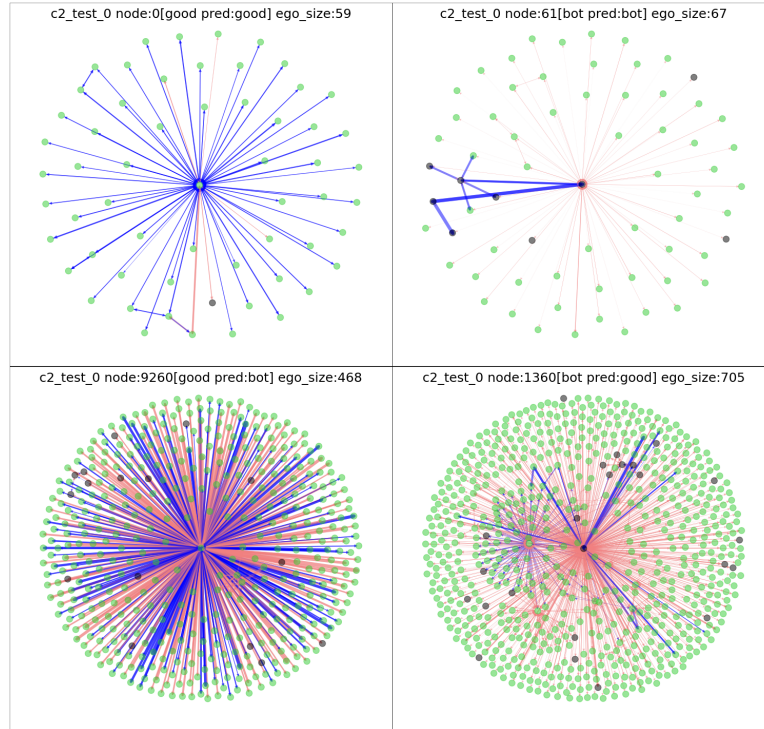 c2_test_0 node:0[good pred:good] ego_size:59
c2_test_0 node:61[bot pred:bot] ego_size:67
c2_test_0 node:9260[good pred:bot] ego_size:468
c2_test_0 node:1360[bot pred:good] ego_size:705